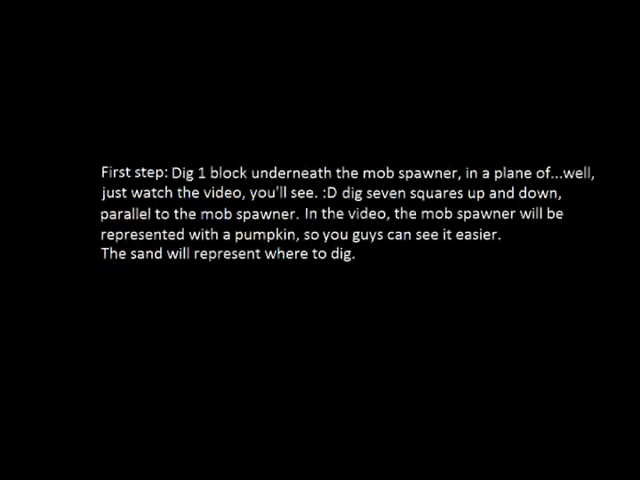 First step: Dig 1 block underneath the mob spawner, in a plane of...well,
just watch the video, you'll see. :D dig seven squares up and down,
parallel to the mob spawner. In the video, the mob spawner will be
represented with a pumpkin, so you guys can see it easier.
The sand will represent where to dig.